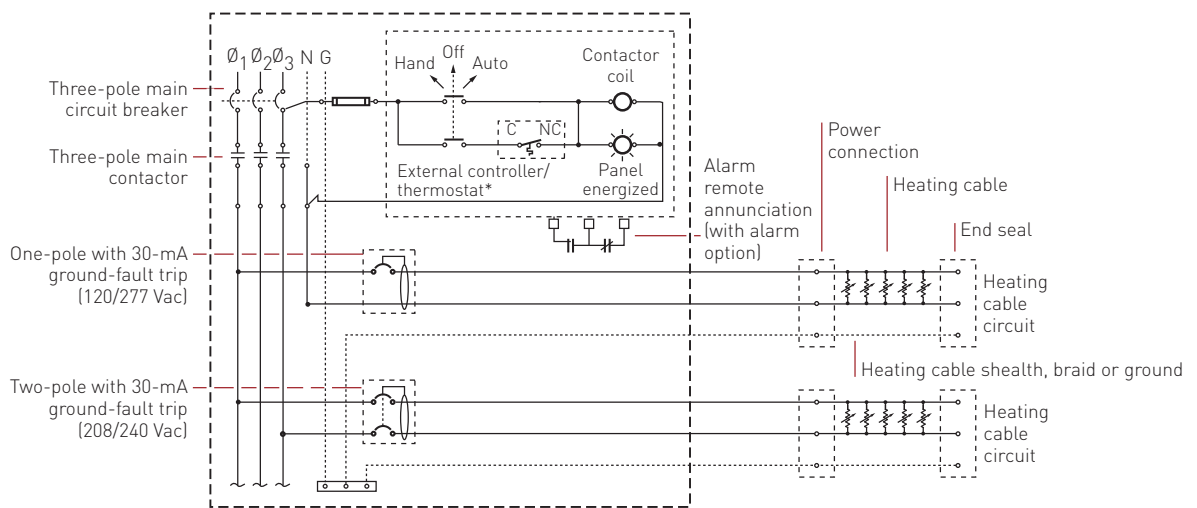 Ø1 Ø2 Ø3 N G
Three-pole main
circuit breaker
Three-pole main
contactor
Hand
Off
Auto
Contactor
coil
C NC
External controller/
thermostat*
Panel
energized
Alarm
remote
annunciation
(with alarm
option)
Power
connection
Heating cable
End seal
One-pole with 30-mA
ground-fault trip
(120/277 Vac)
Heating
cable
circuit
Heating cable shealth, braid or ground
Two-pole with 30-mA
ground-fault trip
(208/240 Vac)
Heating
cable
circuit